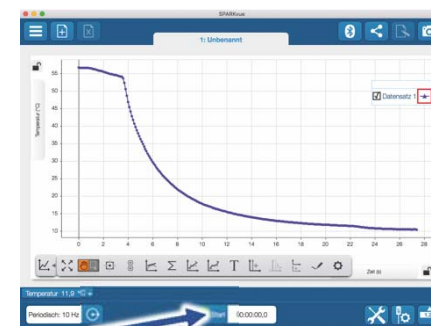 SPARKvue
1: Unbenannt
Temperatur (°C)
55
50
45
40
35
30
25
20
15
10
Datensatz 1
0 2 4 6 8 10 12 14 16 18 20 22 24 26 28
Σ T
Zeit (s)
Temperatur 11,9 °C
Periodisch: 10 Hz
Start
00:00:00,0